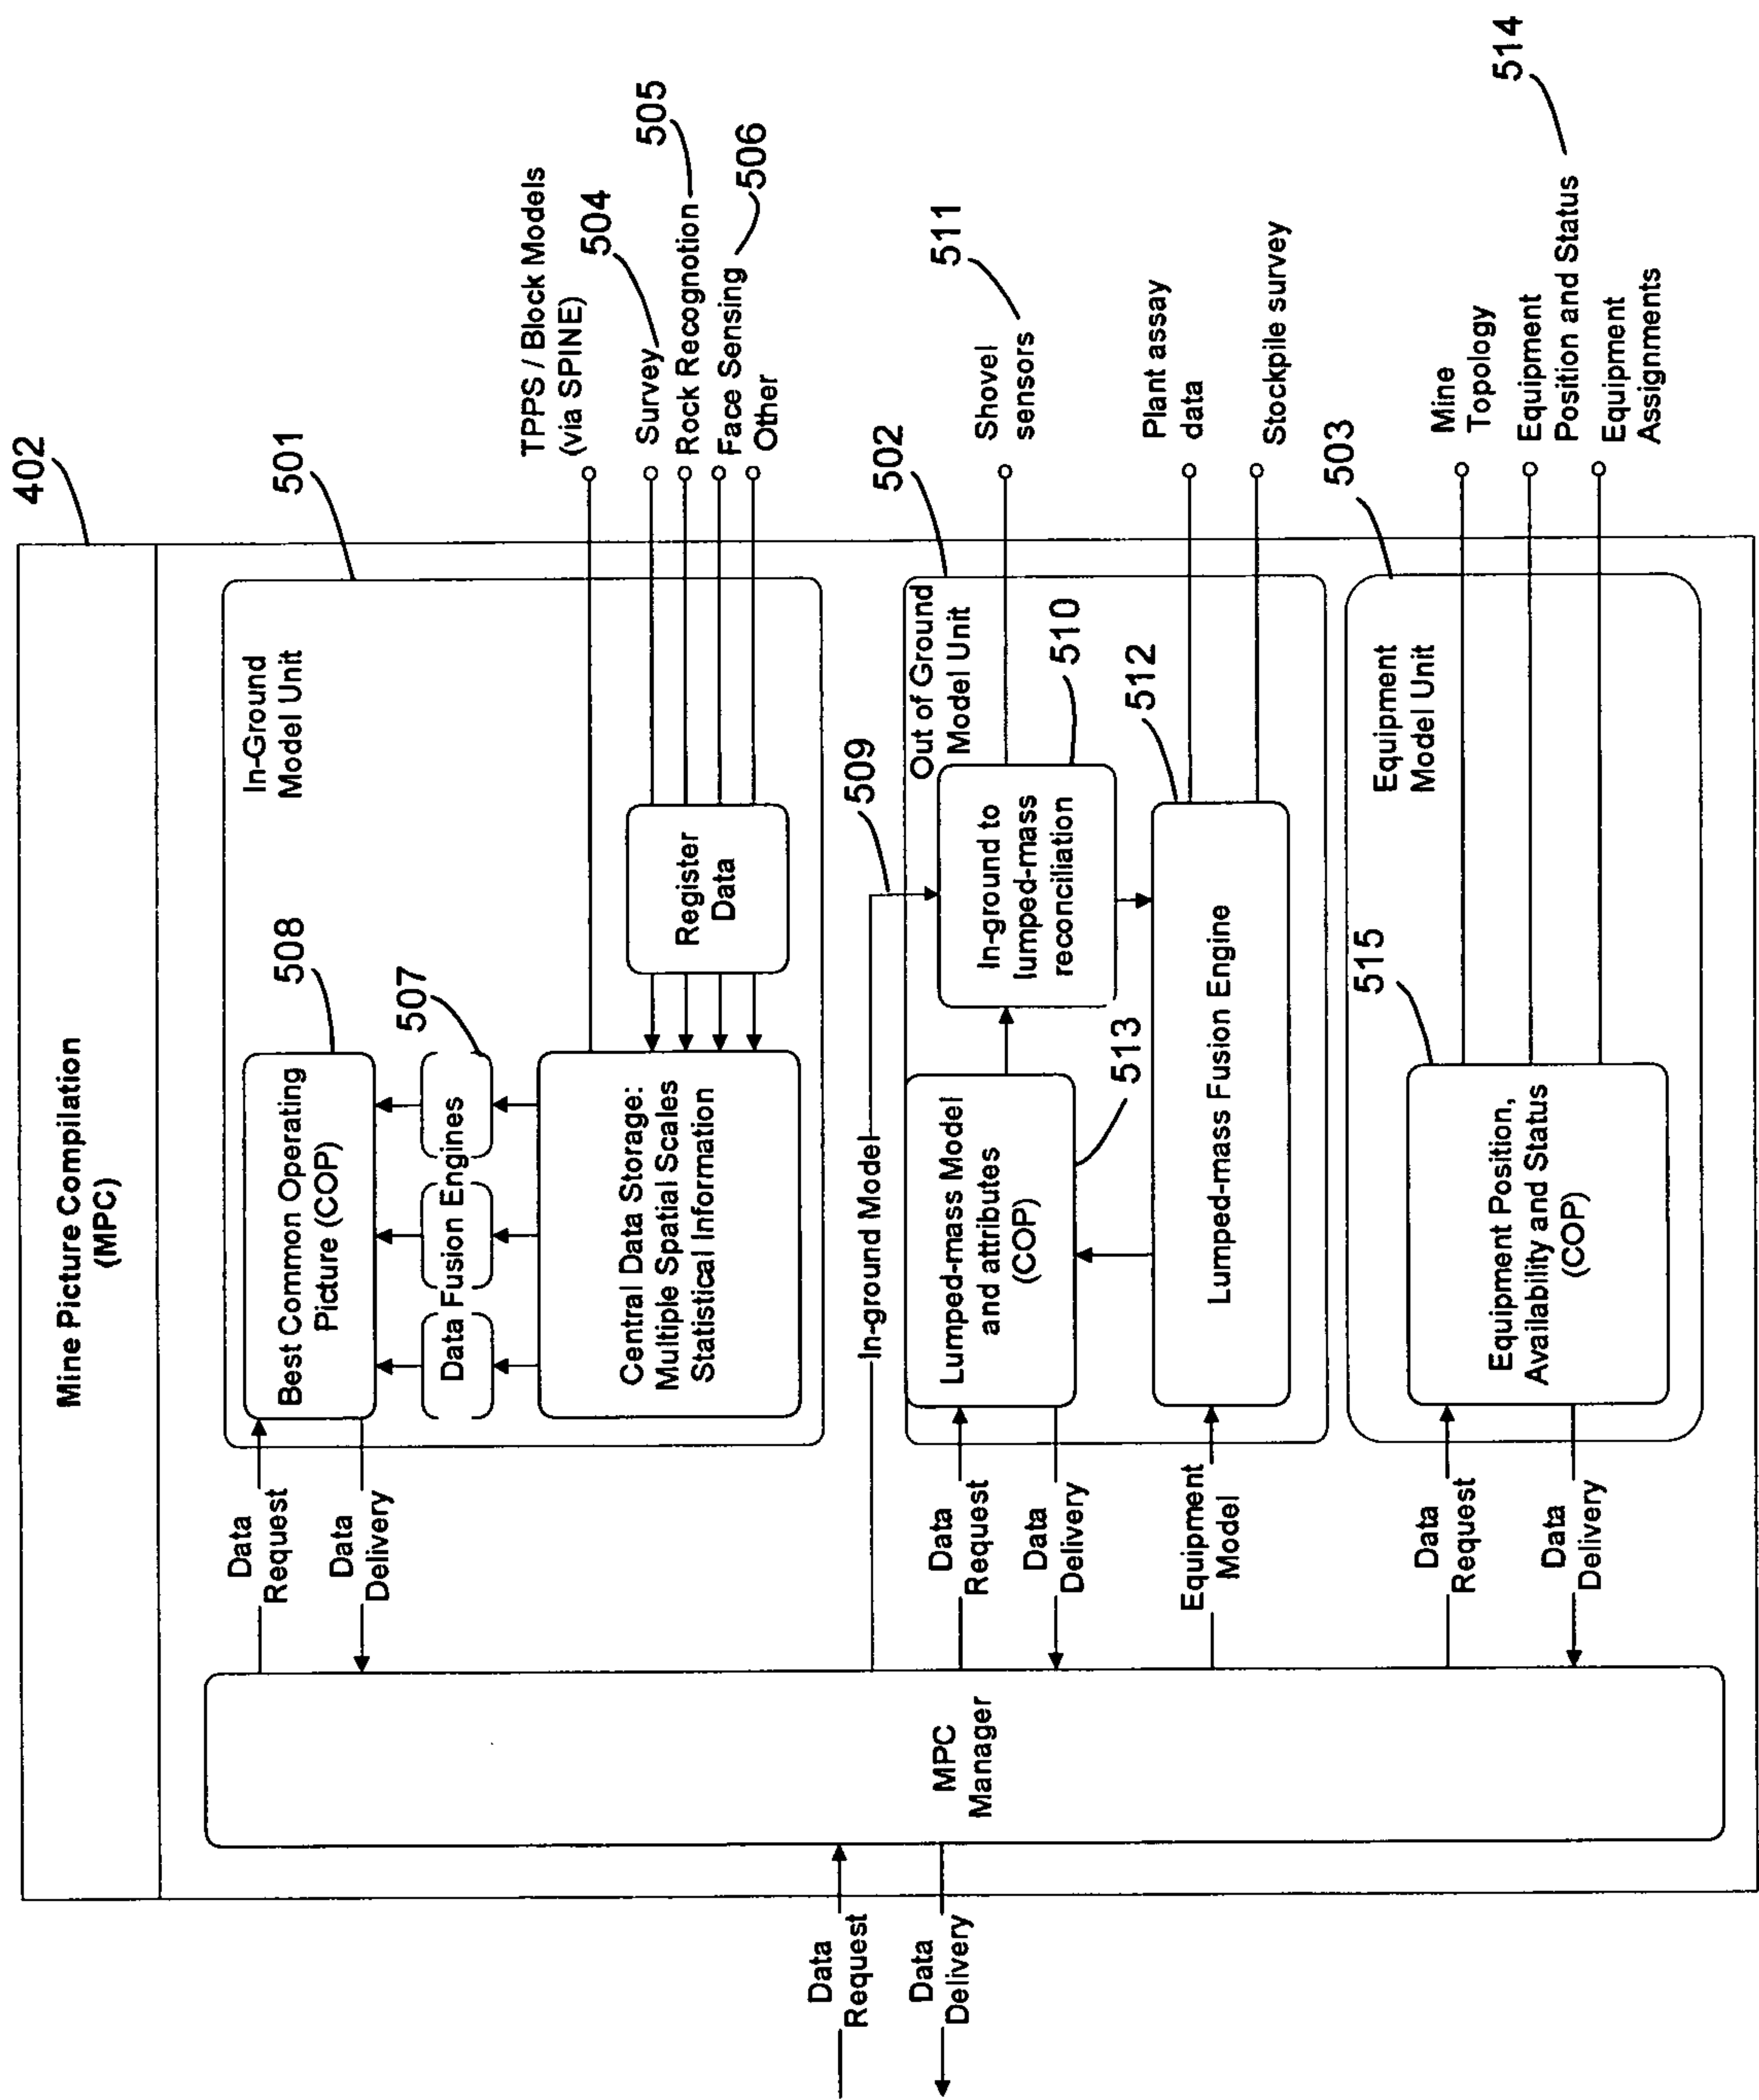 Mine Picture Compilation
(MPC)
402
501
In-Ground
Model Unit
508
Best Common Operating
Picture (COP)
507
Data Fusion Engines
Central Data Storage:
Multiple Spatial Scales
Statistical Information
Register
Data
TPPS / Block Models
(via SPINE)
504
Survey
505
Rock Recognotion
506
Face Sensing
Other
Data
Request
Data
Delivery
MPC
Manager
Data
Request
Data
Delivery
In-ground Model
509
502
Out of Ground
Model Unit
510
In-ground to
lumped-mass
reconciliation
511
Shovel
sensors
Lumped-mass Model
and attributes
(COP)
513
512
Lumped-mass Fusion Engine
Plant assay
data
Stockpile survey
Data
Request
Data
Delivery
Equipment
Model
503
Equipment
Model Unit
515
Equipment Position,
Availability and Status
(COP)
Mine
Topology
514
Equipment
Position and Status
Equipment
Assignments
Data
Request
Data
Delivery